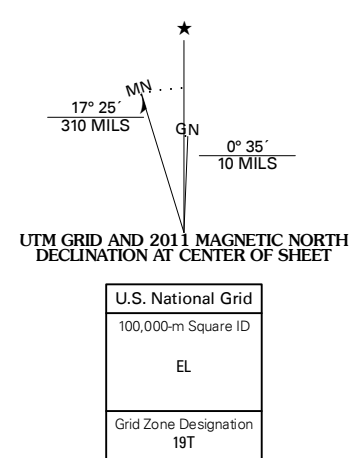 MN
17° 25´
310 MILS
GN
0° 35´
10 MILS
UTM GRID AND 2011 MAGNETIC NORTH
DECLINATION AT CENTER OF SHEET
U.S. National Grid
100,000-m Square ID
EL
Grid Zone Designation
19T